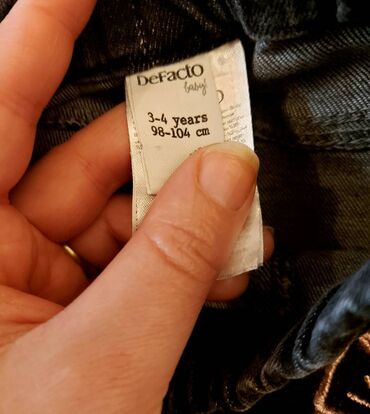 DeFacto
baby!
3-4 years
98-104 cm